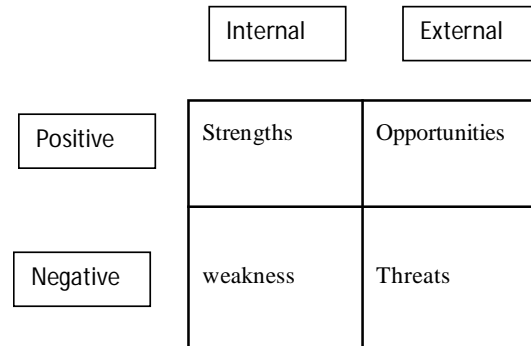 Internal External
Positive Strengths Opportunities
Negative weakness Threats